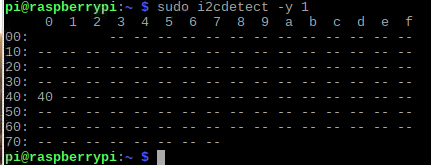 pi@raspberrypi:~ $ sudo i2cdetect -y 1
     0  1  2  3  4  5  6  7  8  9  a  b  c  d  e  f
00:          -- -- -- -- -- -- -- -- -- -- -- -- --
10: -- -- -- -- -- -- -- -- -- -- -- -- -- -- -- --
20: -- -- -- -- -- -- -- -- -- -- -- -- -- -- -- --
30: -- -- -- -- -- -- -- -- -- -- -- -- -- -- -- --
40: 40 -- -- -- -- -- -- -- -- -- -- -- -- -- -- --
50: -- -- -- -- -- -- -- -- -- -- -- -- -- -- -- --
60: -- -- -- -- -- -- -- -- -- -- -- -- -- -- -- --
70: -- -- -- -- -- -- -- --
pi@raspberrypi:~ $